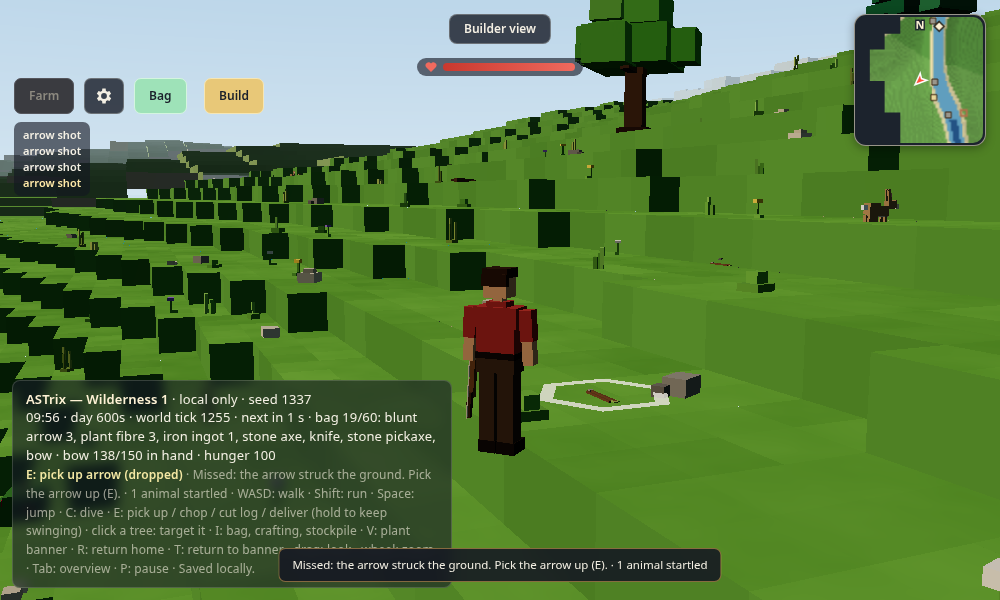 Builder view
N
Farm
Bag
Build
arrow shot
arrow shot
arrow shot
arrow shot
ASTrix — Wilderness 1 · local only · seed 1337
09:56 · day 600s · world tick 1255 · next in 1 s · bag 19/60: blunt
arrow 3, plant fibre 3, iron ingot 1, stone axe, knife, stone pickaxe,
bow · bow 138/150 in hand · hunger 100
E: pick up arrow (dropped) · Missed: the arrow struck the ground. Pick
the arrow up (E). · 1 animal startled · WASD: walk · Shift: run · Space:
jump · C: dive · E: pick up / chop / cut log / deliver (hold to keep
swinging) · click a tree: target it · I: bag, crafting, stockpile · V: plant
banner · R: return home · T: return to banner · drag: look · wheel: zoom
· Tab: overview · P: pause · Saved locally.
Missed: the arrow struck the ground. Pick the arrow up (E). · 1 animal startled